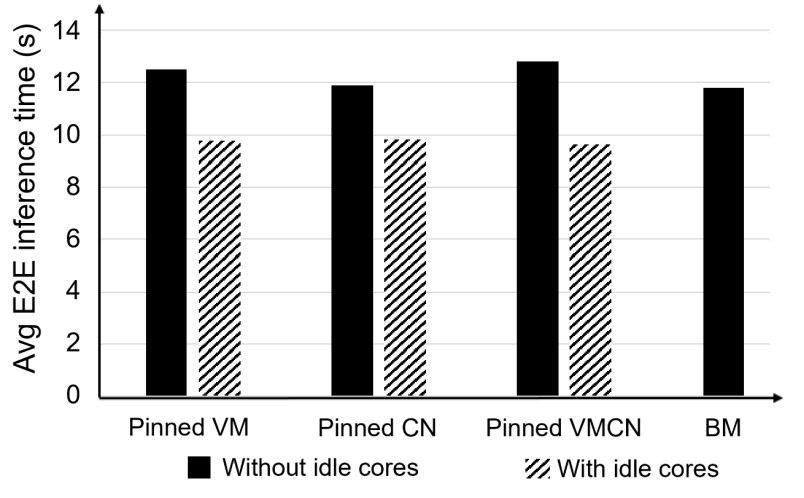 Avg E2E inference time (s)
14
12
10
8
6
4
2
0
Pinned VM
Pinned CN
Pinned VMCN
BM
Without idle cores
With idle cores